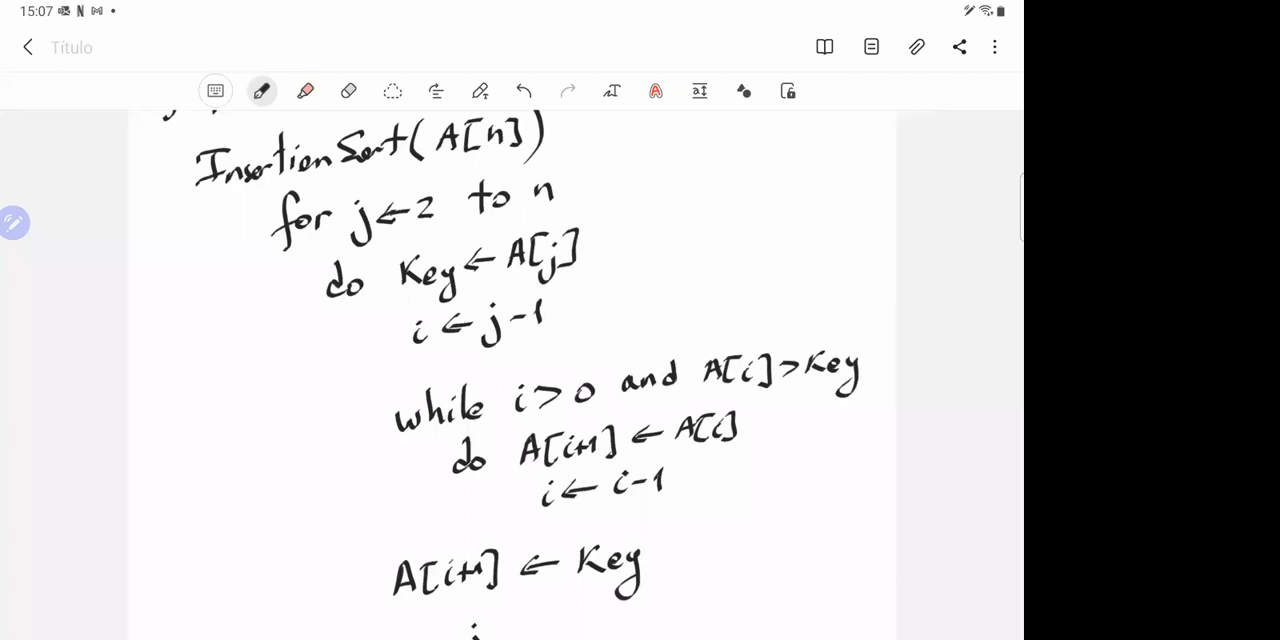 15:07
Título
InsertionSort(A[n])
for j←2 to n
do Key←A[j]
i←j-1
while i>0 and A[i]>Key
do A[i+1]←A[i]
i←i-1
A[i+1]←Key